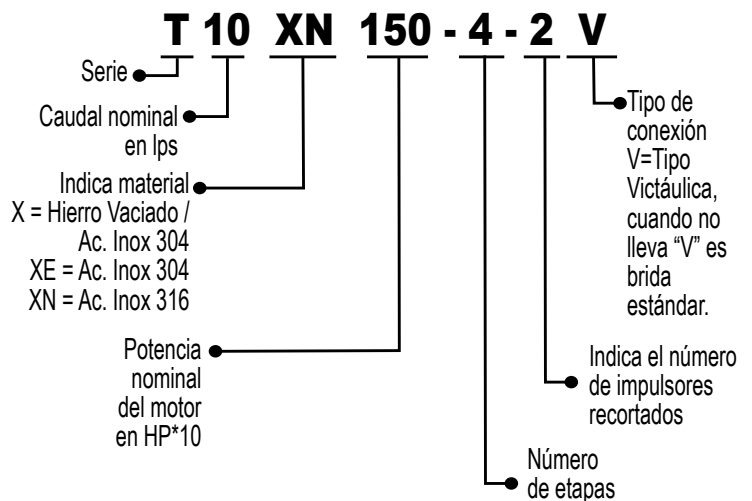 T 10 XN 150 - 4 - 2 V
Serie
Caudal nominal
en lps
Indica material
X = Hierro Vaciado /
Ac. Inox 304
XE = Ac. Inox 304
XN = Ac. Inox 316
Potencia
nominal
del motor
en HP*10
Tipo de
conexión
V=Tipo
Victáulica,
cuando no
lleva “V” es
brida
estándar.
Indica el número
de impulsores
recortados
Número
de etapas